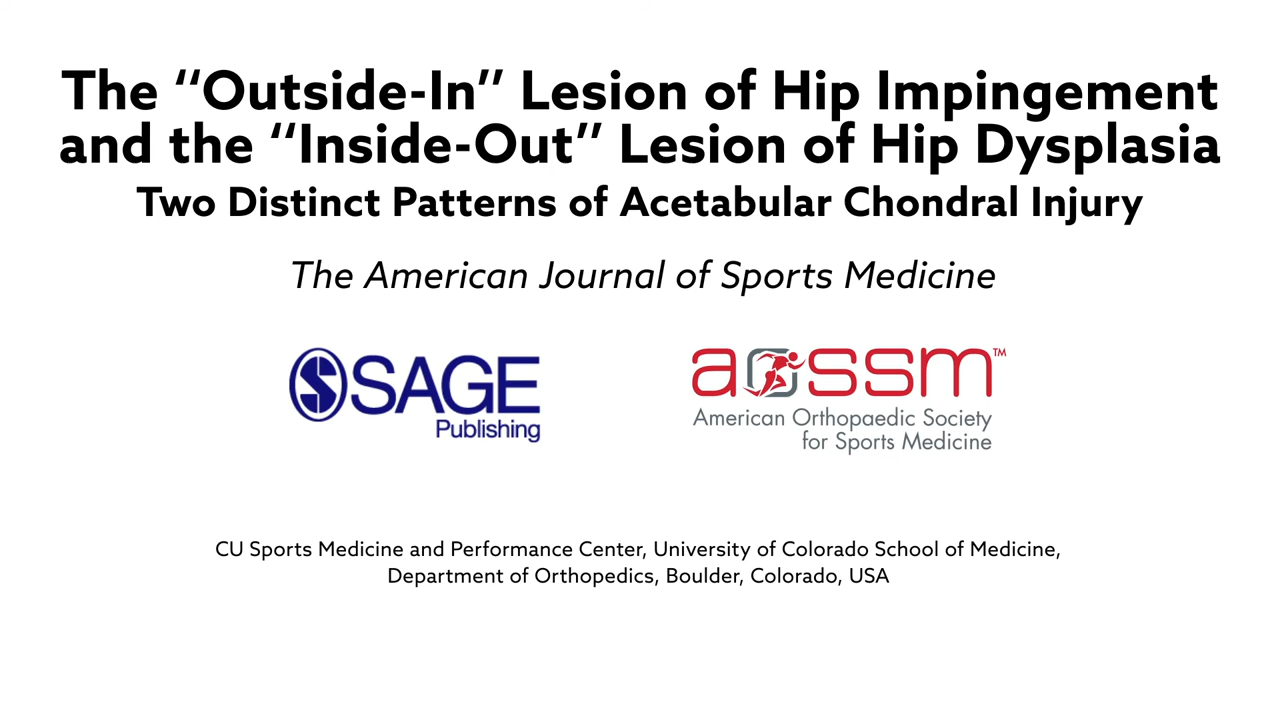 The “Outside-In” Lesion of Hip Impingement
and the “Inside-Out” Lesion of Hip Dysplasia
Two Distinct Patterns of Acetabular Chondral Injury
The American Journal of Sports Medicine
SAGE
Publishing
aossm™
American Orthopaedic Society
for Sports Medicine
CU Sports Medicine and Performance Center, University of Colorado School of Medicine,
Department of Orthopedics, Boulder, Colorado, USA